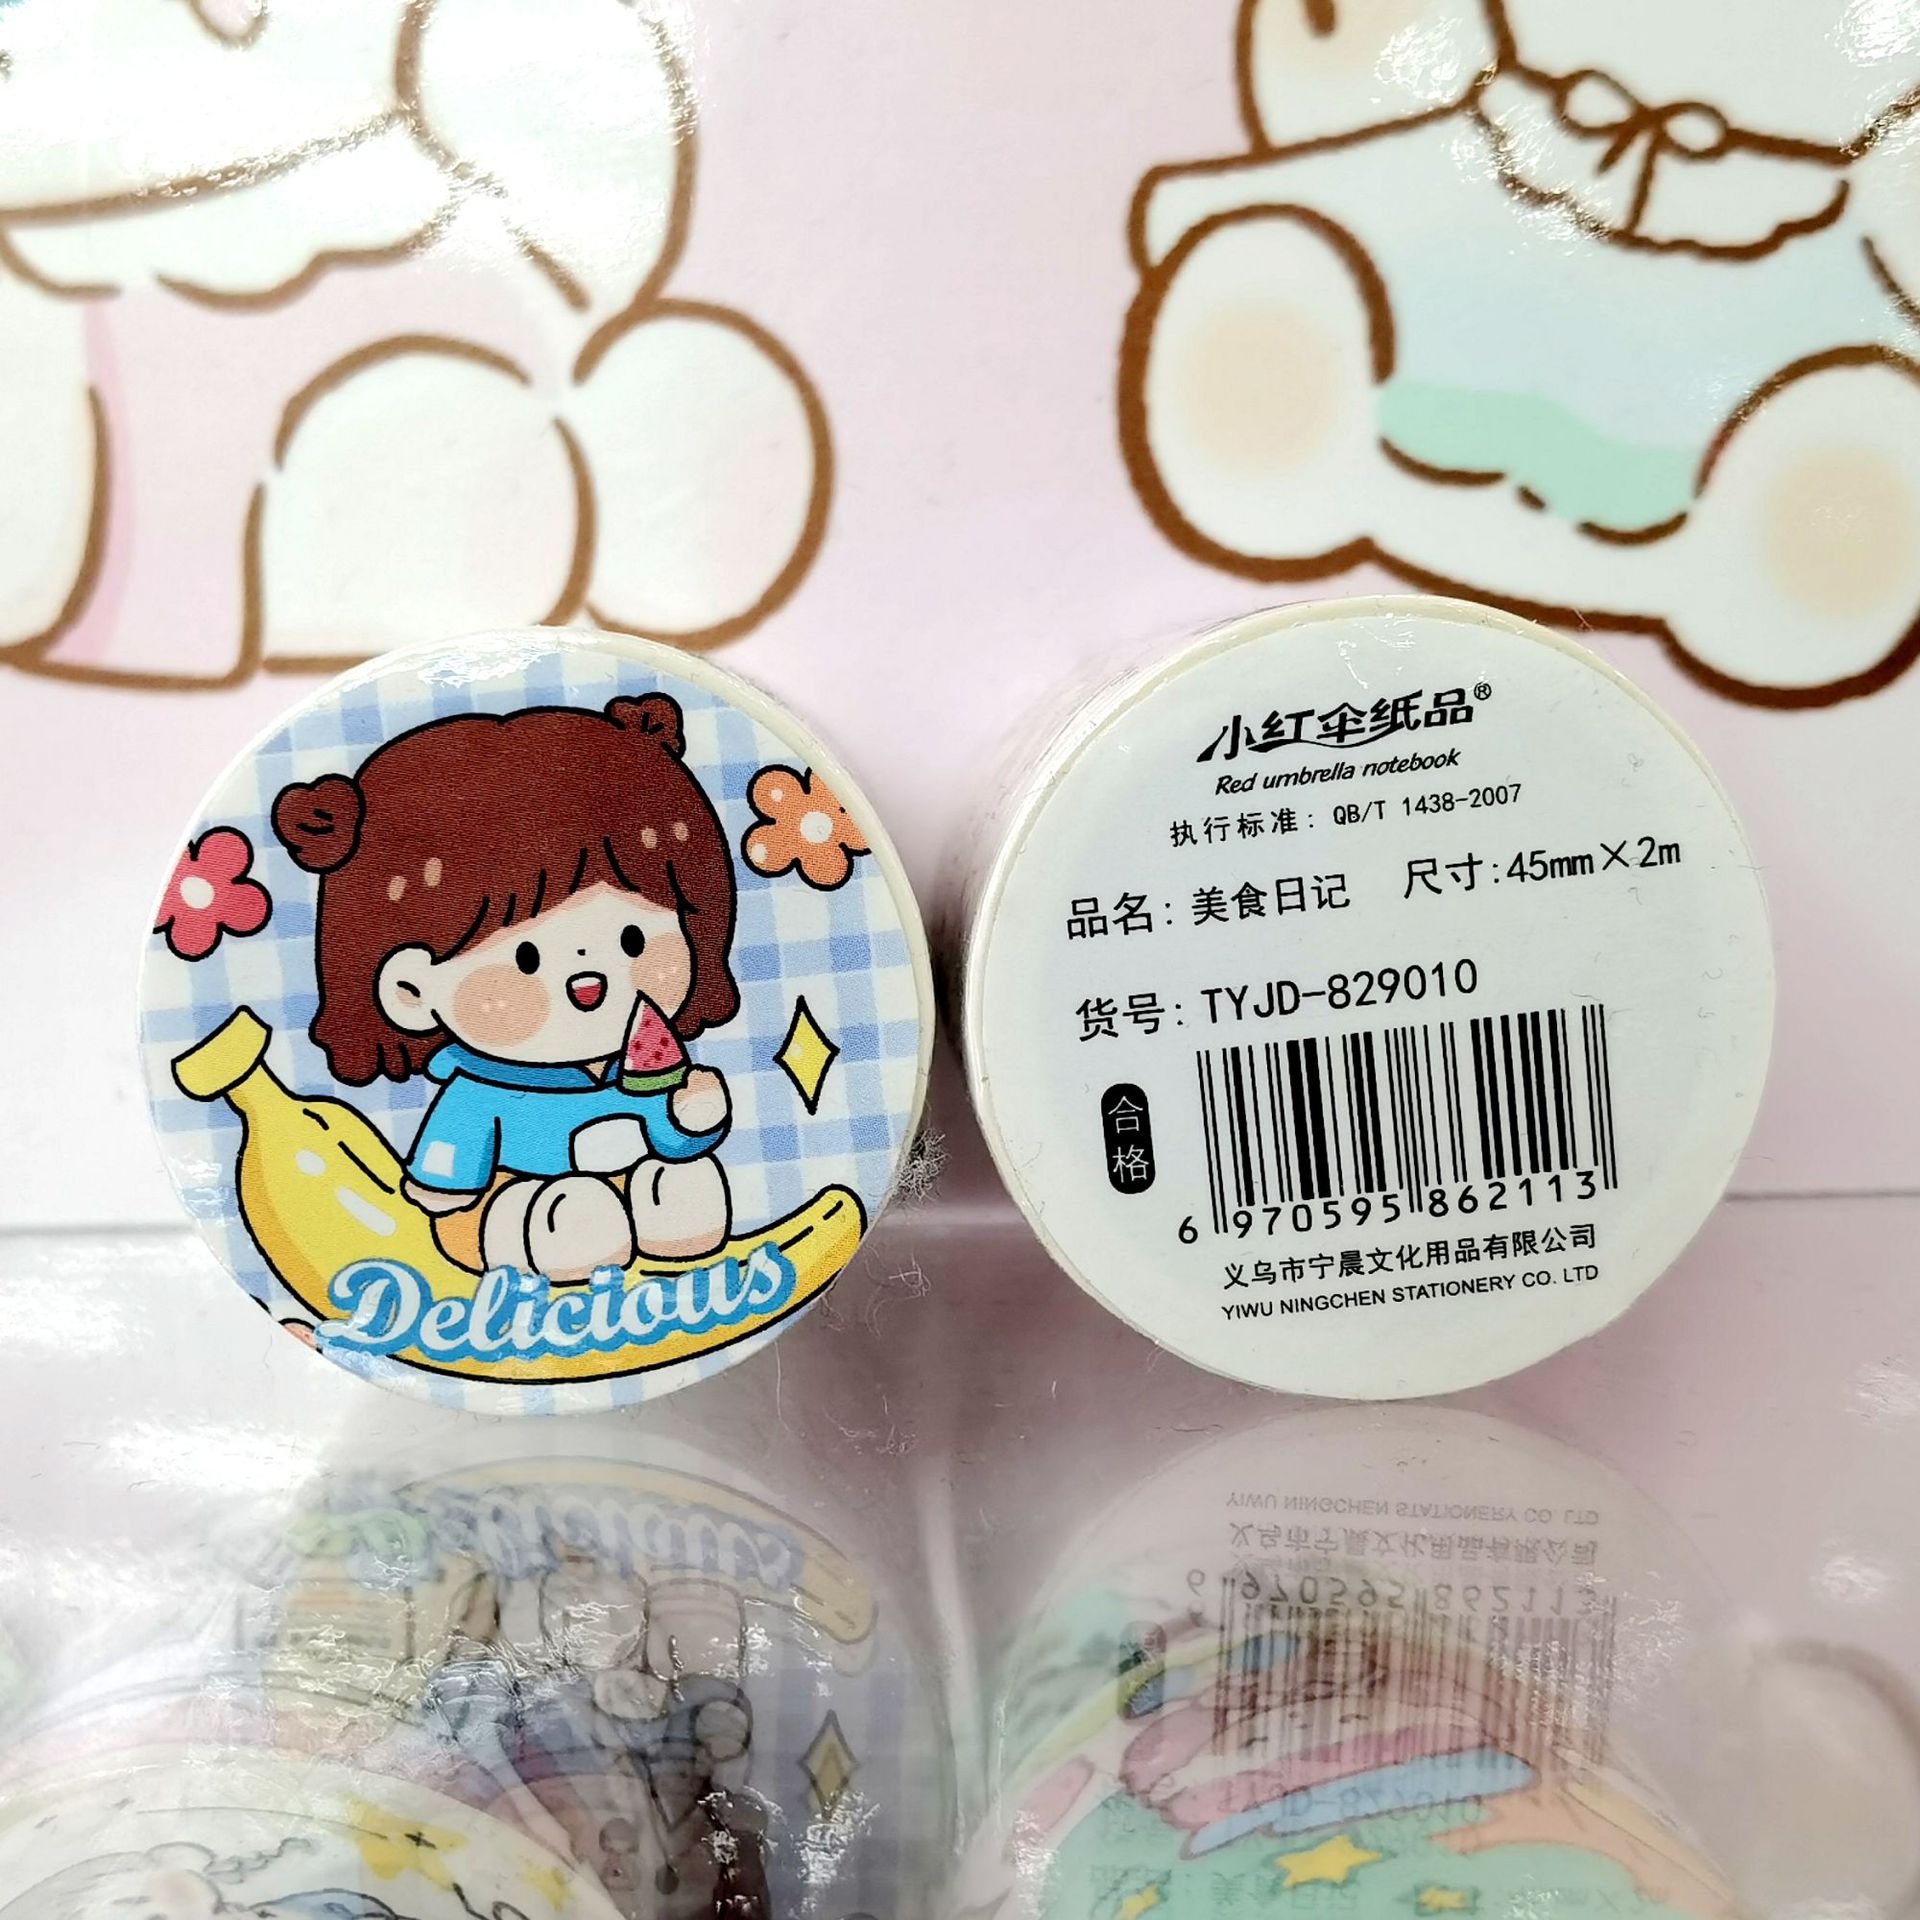 Delicious
小红伞纸品®
Red umbrella notebook
执行标准: QB/T 1438-2007
品名: 美食日记 尺寸:45mm×2m
货号: TYJD-829010
合格
6 970595 862113
义乌市宁晨文化用品有限公司
YIWU NINGCHEN STATIONERY CO. LTD